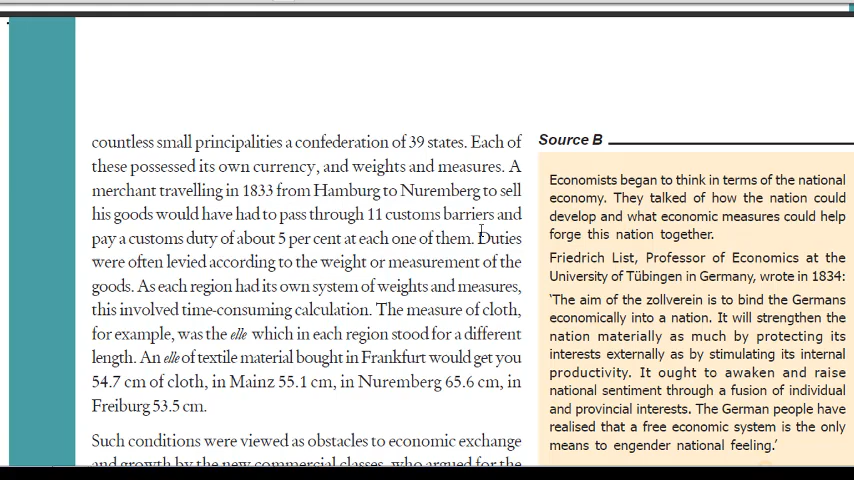 countless small principalities a confederation of 39 states. Each of
these possessed its own currency, and weights and measures. A
merchant travelling in 1833 from Hamburg to Nuremberg to sell
his goods would have had to pass through 11 customs barriers and
pay a customs duty of about 5 per cent at each one of them. Duties
were often levied according to the weight or measurement of the
goods. As each region had its own system of weights and measures,
this involved time-consuming calculation. The measure of cloth,
for example, was the elle which in each region stood for a different
length. An elle of textile material bought in Frankfurt would get you
54.7 cm of cloth, in Mainz 55.1 cm, in Nuremberg 65.6 cm, in
Freiburg 53.5 cm.
Such conditions were viewed as obstacles to economic exchange
and growth by the new commercial classes, who argued for the
Source B
Economists began to think in terms of the national
economy. They talked of how the nation could
develop and what economic measures could help
forge this nation together.
Friedrich List, Professor of Economics at the
University of Tübingen in Germany, wrote in 1834:
‘The aim of the zollverein is to bind the Germans
economically into a nation. It will strengthen the
nation materially as much by protecting its
interests externally as by stimulating its internal
productivity. It ought to awaken and raise
national sentiment through a fusion of individual
and provincial interests. The German people have
realised that a free economic system is the only
means to engender national feeling.’